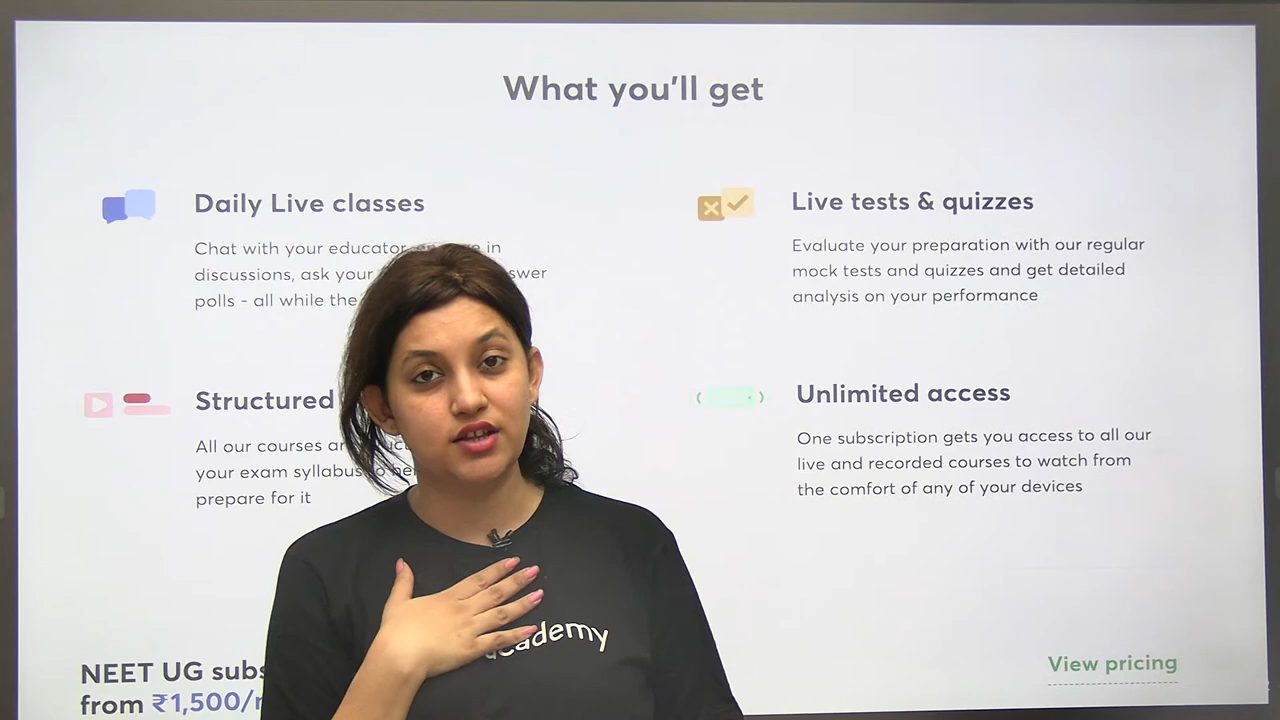 What you'll get
Daily Live classes
Chat with your educator in
discussions, ask your swer
polls - all while the
Live tests & quizzes
Evaluate your preparation with our regular
mock tests and quizzes and get detailed
analysis on your performance
Structured
All our courses
your exam syllabus
prepare for it
Unlimited access
One subscription gets you access to all our
live and recorded courses to watch from
the comfort of any of your devices
academy
NEET UG subs
from ₹1,500/
View pricing